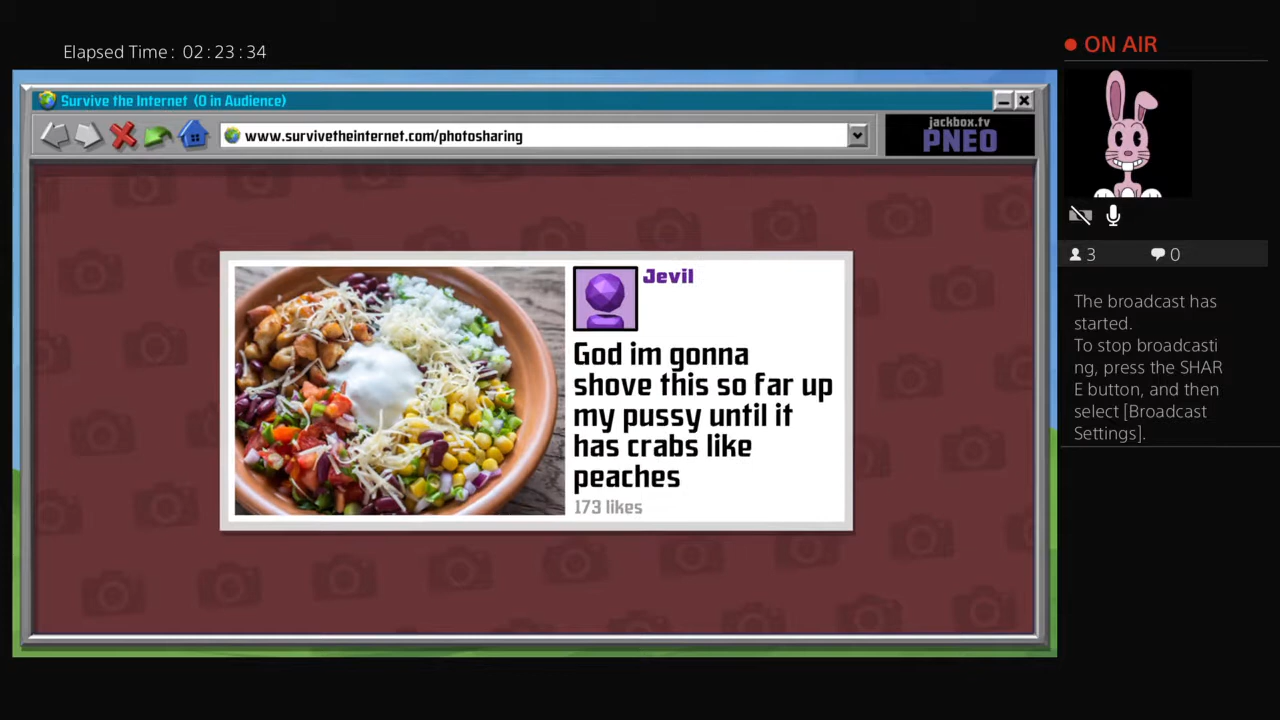 Elapsed Time: 02:23:34
ON AIR
Survive the Internet (0 in Audience)
www.survivetheinternet.com/photosharing
jackbox.tv
PNEO
Jevil
God im gonna
shove this so far up
my pussy until it
has crabs like
peaches
173 likes
3
0
The broadcast has
started.
To stop broadcasti
ng, press the SHAR
E button, and then
select [Broadcast
Settings].